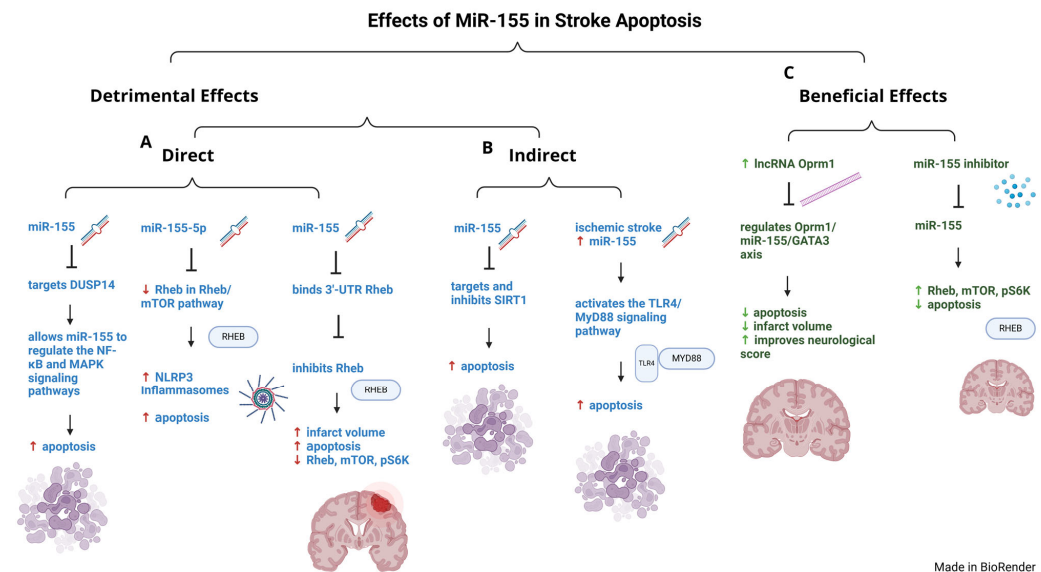 Effects of MiR-155 in Stroke Apoptosis
Detrimental Effects
A
Direct
miR-155
targets DUSP14
allows miR-155 to
regulate the NF-
κB and MAPK
signaling
pathways
↑ apoptosis
miR-155-5p
↓ Rheb in Rheb/
mTOR pathway
RHEB
↑ NLRP3
Inflammasomes
↑ apoptosis
miR-155
binds 3'-UTR Rheb
inhibits Rheb
RHEB
↑ infarct volume
↑ apoptosis
↓ Rheb, mTOR, pS6K
B
Indirect
miR-155
targets and
inhibits SIRT1
↑ apoptosis
ischemic stroke
↑ miR-155
activates the TLR4/
MyD88 signaling
pathway
TLR4
MYD88
↑ apoptosis
C
Beneficial Effects
↑ lncRNA Oprm1
regulates Oprm1/
miR-155/GATA3
axis
↓ apoptosis
↓ infarct volume
↑ improves neurological
score
miR-155 inhibitor
miR-155
↑ Rheb, mTOR, pS6K
↓ apoptosis
RHEB
Made in BioRender